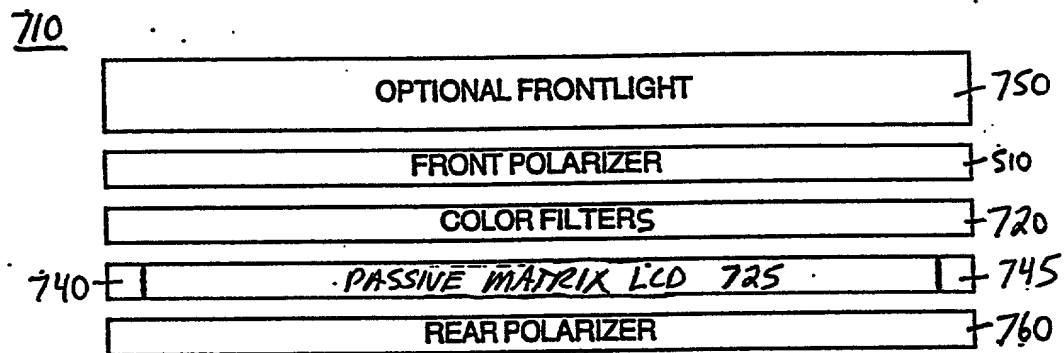 710
OPTIONAL FRONTLIGHT 750
FRONT POLARIZER 510
COLOR FILTERS 720
740 PASSIVE MATRIX LCD 725 745
REAR POLARIZER 760